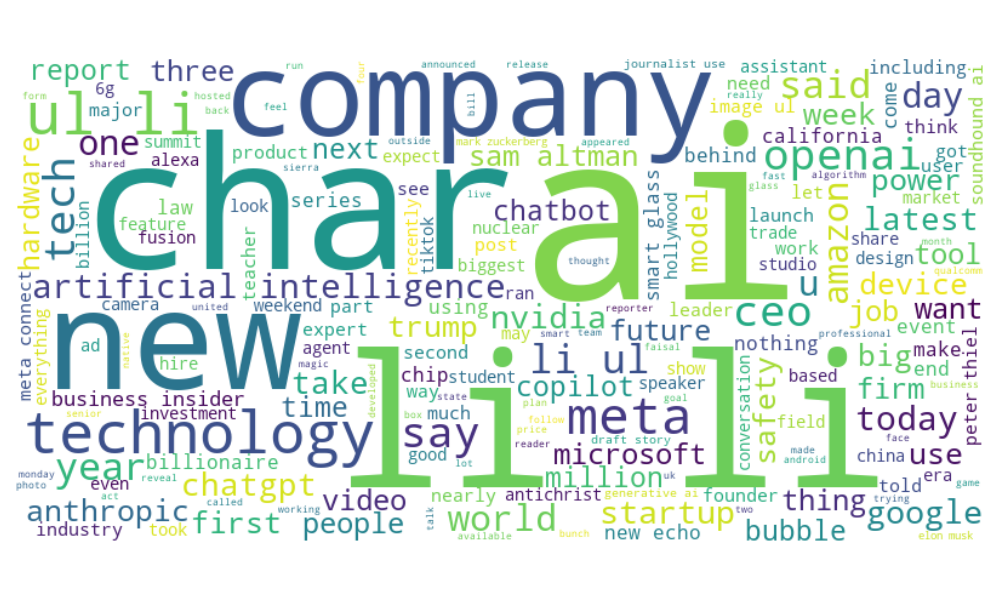 run announced release journalist use assistant including
report three company need
6g form hosted back feel four bill really image ul said come day soundhound ai
major ul li week think
one summit product next char ai mark zuckerberg outside appeared california openai got
hardware tech alexa shared sierra expect sam altman behind fast algorithm user
law look series see live chatbot glass let power market
billion feature fusion teacher recently tiktok nuclear post smart glass hollywood model launch amazon share latest
biggest thought trade work design tool month
artificial intelligence ran studio u device qualcomm
meta connect everything camera weekend part using nvidia leader ceo job want
ad united new expert trump may smart team reporter future nothing professional event
native hire magic agent second li ul faisal show big make peter thiel
business insider take developed chip student copilot speaker based firm end business
senior investment time way state goal conversation safety
technology say box much plan meta field today
follow price li li face
good lot reader draft story made android china use
year billionaire microsoft uk told era
monday photo even reveal chatgpt million generative ai founder trying game
act video nearly antichrist thing
anthropic called working talk world startup two google
industry took first people available bunch new echo bubble elon musk